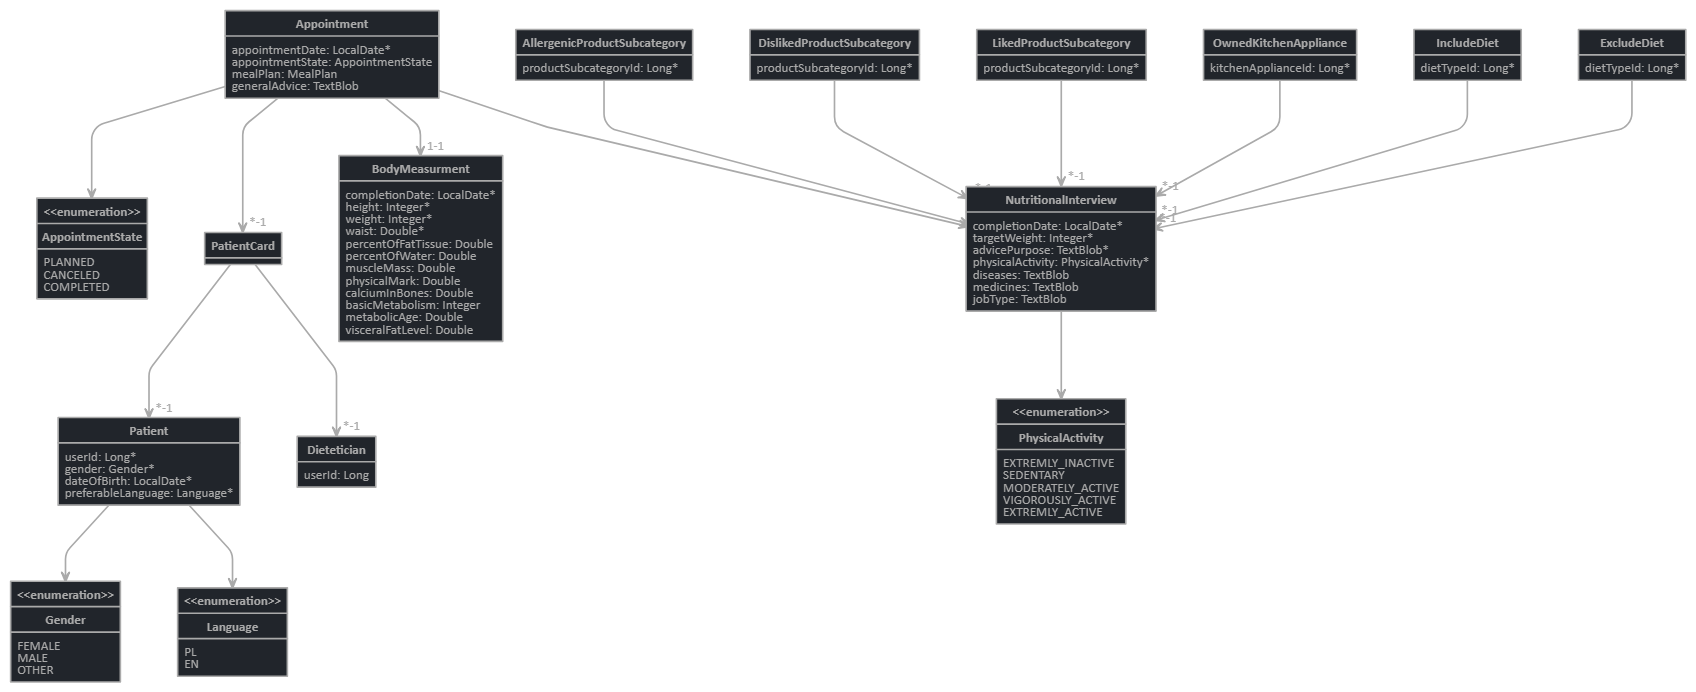 Appointment
appointmentDate: LocalDate*
appointmentState: AppointmentState
mealPlan: MealPlan
generalAdvice: TextBlob
AllergenicProductSubcategory
productSubcategoryId: Long*
DislikedProductSubcategory
productSubcategoryId: Long*
LikedProductSubcategory
productSubcategoryId: Long*
OwnedKitchenAppliance
kitchenApplianceId: Long*
IncludeDiet
dietTypeId: Long*
ExcludeDiet
dietTypeId: Long*
1-1
BodyMeasurment
completionDate: LocalDate*
height: Integer*
weight: Integer*
waist: Double*
percentOfFatTissue: Double
percentOfWater: Double
muscleMass: Double
physicalMark: Double
calciumInBones: Double
basicMetabolism: Integer
metabolicAge: Double
visceralFatLevel: Double
*-1
*-1
*-1
NutritionalInterview
completionDate: LocalDate*
targetWeight: Integer*
advicePurpose: TextBlob*
physicalActivity: PhysicalActivity*
diseases: TextBlob
medicines: TextBlob
jobType: TextBlob
<<enumeration>>
AppointmentState
PLANNED
CANCELED
COMPLETED
*-1
PatientCard
*-1
Patient
userId: Long*
gender: Gender*
dateOfBirth: LocalDate*
preferableLanguage: Language*
*-1
Dietetician
userId: Long
<<enumeration>>
PhysicalActivity
EXTREMLY_INACTIVE
SEDENTARY
MODERATELY_ACTIVE
VIGOROUSLY_ACTIVE
EXTREMLY_ACTIVE
<<enumeration>>
Gender
FEMALE
MALE
OTHER
<<enumeration>>
Language
PL
EN